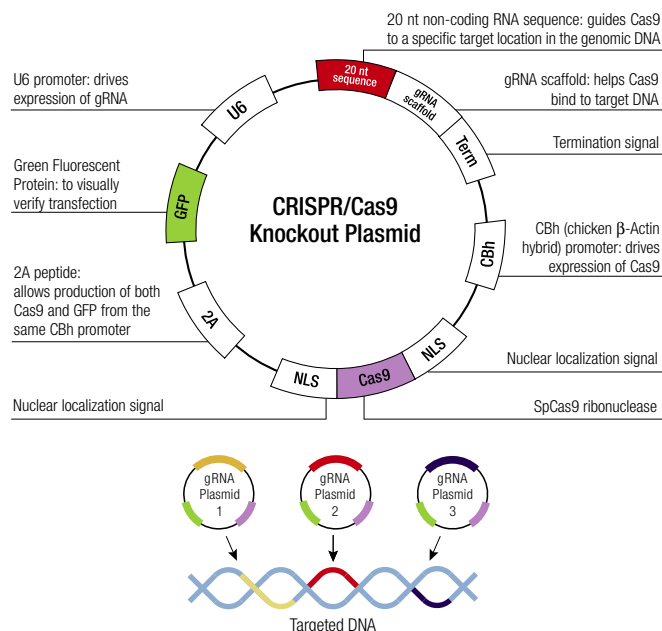 20 nt non-coding RNA sequence: guides Cas9
to a specific target location in the genomic DNA
U6 promoter: drives
expression of gRNA
gRNA scaffold: helps Cas9
bind to target DNA
Termination signal
Green Fluorescent
Protein: to visually
verify transfection
CBh (chicken β-Actin
hybrid) promoter: drives
expression of Cas9
2A peptide:
allows production of both
Cas9 and GFP from the
same CBh promoter
Nuclear localization signal
Nuclear localization signal
SpCas9 ribonuclease
CRISPR/Cas9
Knockout Plasmid
20 nt
sequence
gRNA
scaffold
Term
CBh
NLS
Cas9
NLS
2A
GFP
U6
gRNA
Plasmid
1
gRNA
Plasmid
2
gRNA
Plasmid
3
Targeted DNA